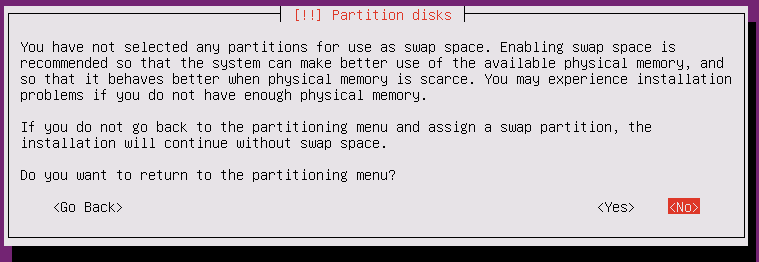 [!!] Partition disks
You have not selected any partitions for use as swap space. Enabling swap space is
recommended so that the system can make better use of the available physical memory, and
so that it behaves better when physical memory is scarce. You may experience installation
problems if you do not have enough physical memory.
If you do not go back to the partitioning menu and assign a swap partition, the
installation will continue without swap space.
Do you want to return to the partitioning menu?
<Go Back> <Yes> <No>